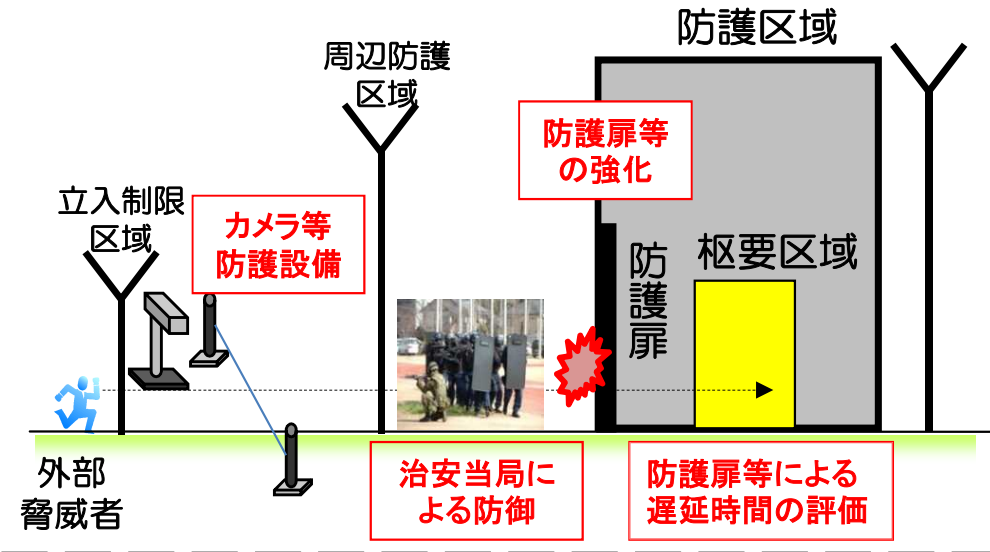 防護区域
周辺防護
区域
防護扉等
の強化
立入制限
区域
カメラ等
防護設備
防護扉
枢要区域
外部
脅威者
治安当局に
よる防御
防護扉等による
遅延時間の評価